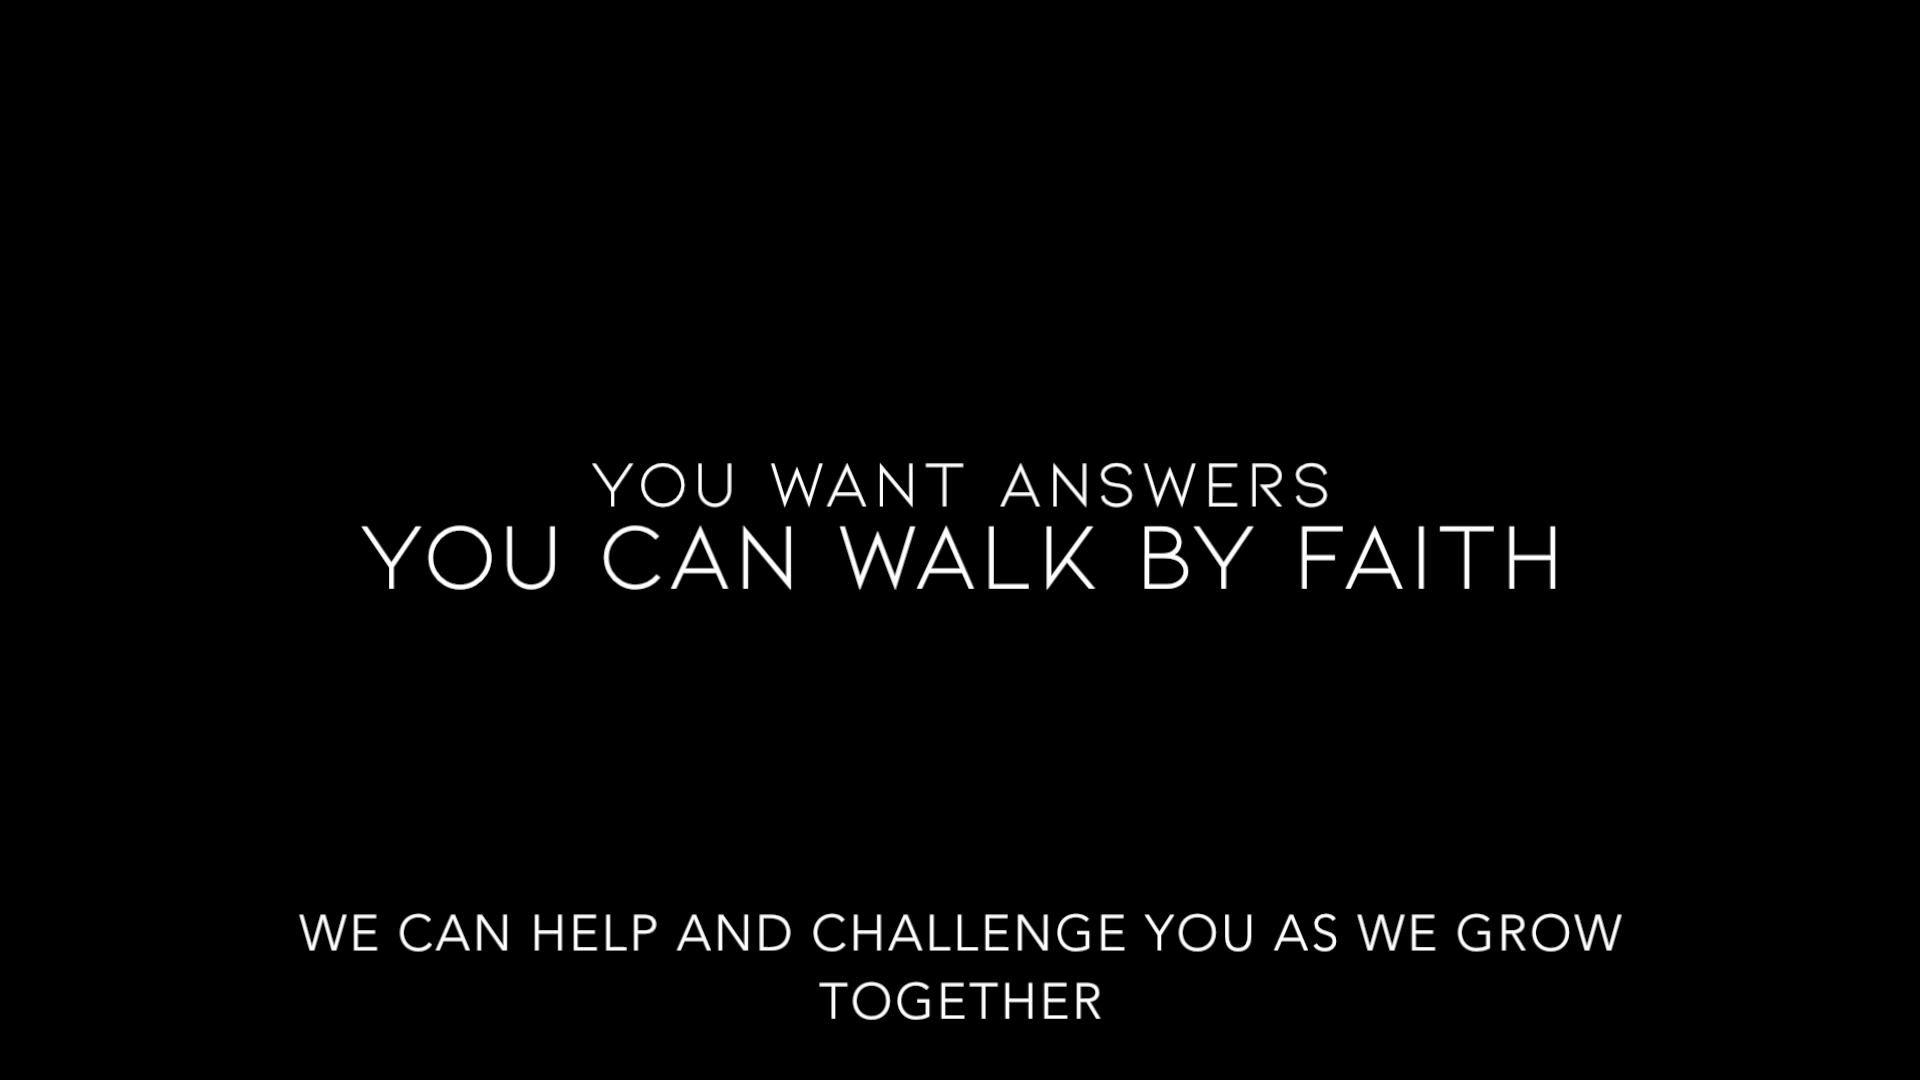 YOU WANT ANSWERS
YOU CAN WALK BY FAITH
WE CAN HELP AND CHALLENGE YOU AS WE GROW
TOGETHER